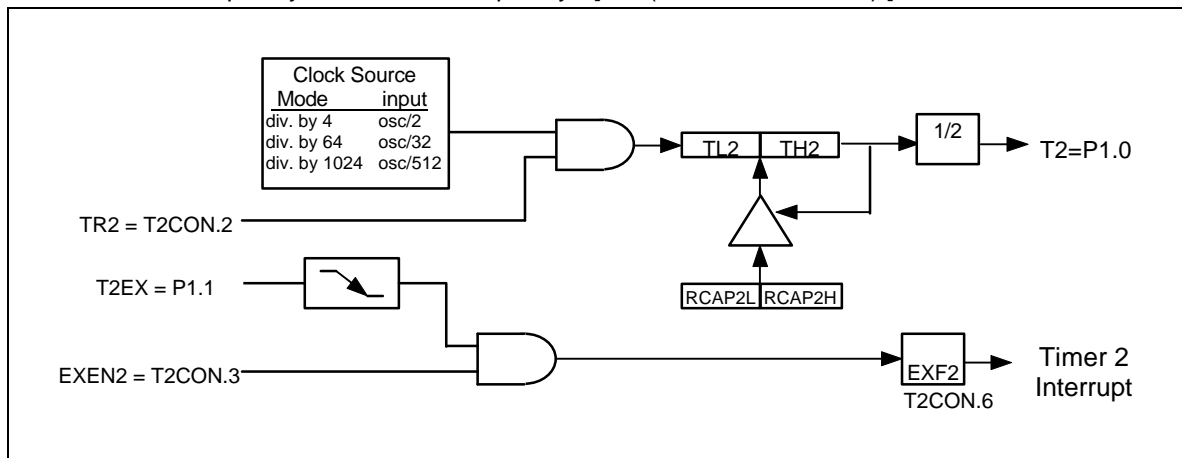 Clock Source
Mode input
div. by 4 osc/2
div. by 64 osc/32
div. by 1024 osc/512
TL2 TH2
1/2
T2=P1.0
TR2 = T2CON.2
T2EX = P1.1
RCAP2L RCAP2H
EXEN2 = T2CON.3
EXF2
T2CON.6
Timer 2
Interrupt